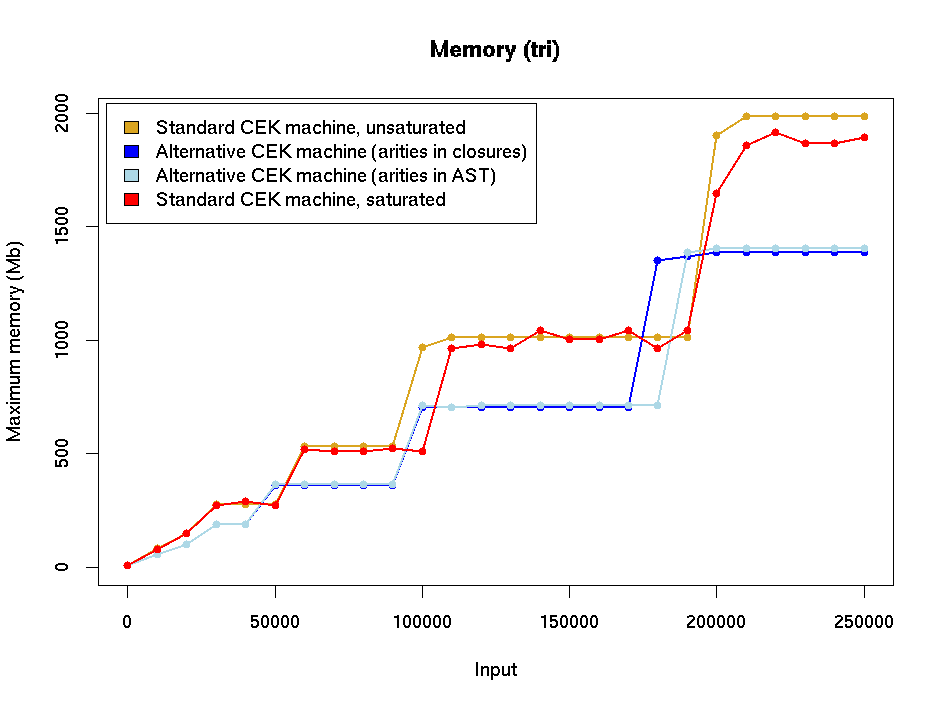 Memory (tri)
Standard CEK machine, unsaturated
Alternative CEK machine (arities in closures)
Alternative CEK machine (arities in AST)
Standard CEK machine, saturated
Maximum memory (Mb)
2000
1500
1000
500
0
0 50000 100000 150000 200000 250000
Input